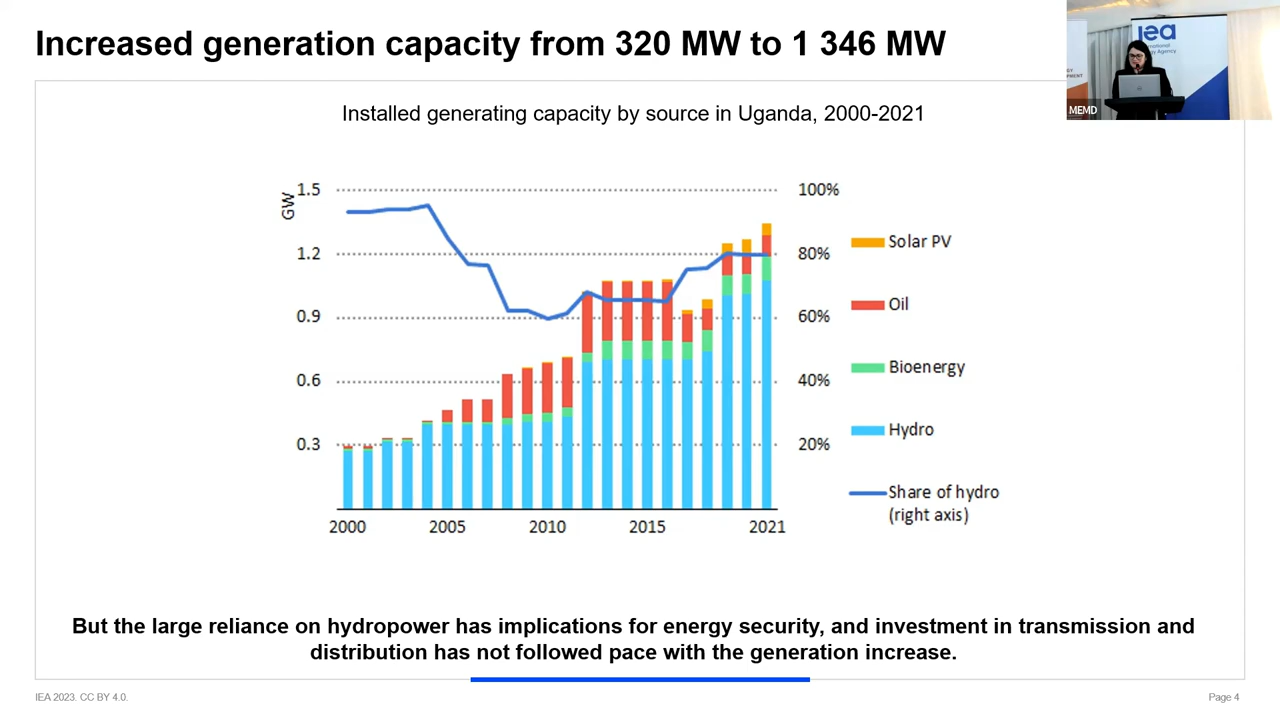 Increased generation capacity from 320 MW to 1 346 MW
iea
International
Energy Agency
MEMD
Installed generating capacity by source in Uganda, 2000-2021
GW
1.5
1.2
0.9
0.6
0.3
100%
80%
60%
40%
20%
2000
2005
2010
2015
2021
Solar PV
Oil
Bioenergy
Hydro
Share of hydro
(right axis)
But the large reliance on hydropower has implications for energy security, and investment in transmission and
distribution has not followed pace with the generation increase.
IEA 2023. CC BY 4.0.
Page 4